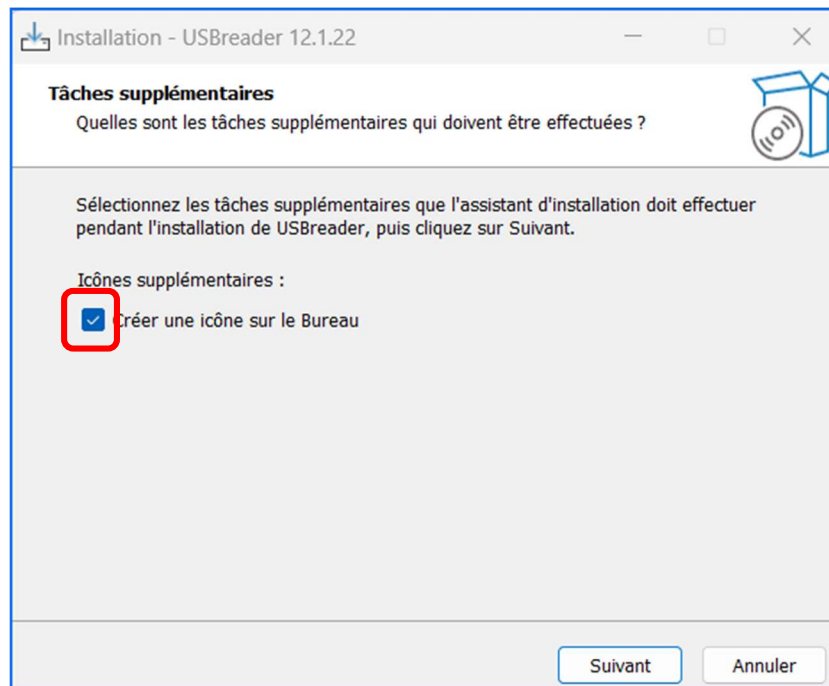 Installation - USBreader 12.1.22
Tâches supplémentaires
Quelles sont les tâches supplémentaires qui doivent être effectuées ?
Sélectionnez les tâches supplémentaires que l'assistant d'installation doit effectuer
pendant l'installation de USBreader, puis cliquez sur Suivant.
Icônes supplémentaires :
Créer une icône sur le Bureau
Suivant Annuler